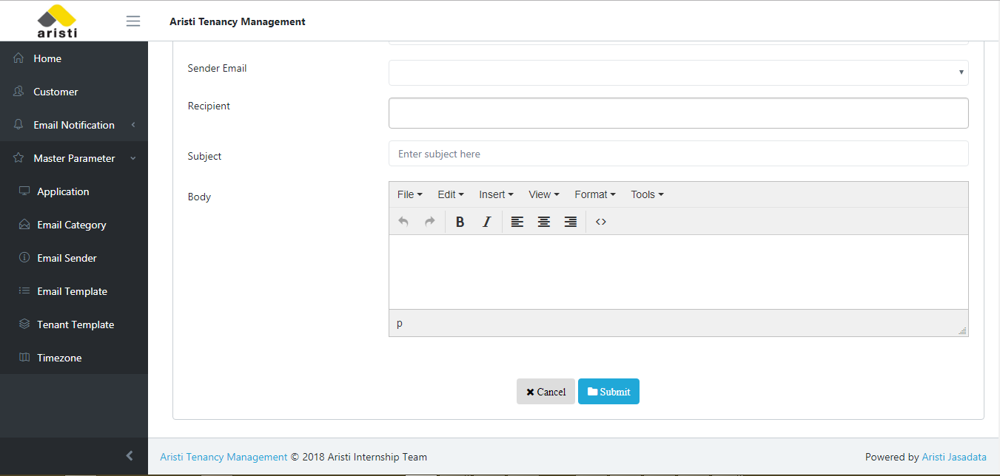 aristi
Aristi Tenancy Management
Home
Customer
Email Notification
Master Parameter
Application
Email Category
Email Sender
Email Template
Tenant Template
Timezone
Sender Email
Recipient
Subject
Enter subject here
Body
File Edit Insert View Format Tools
B I <>
p
Cancel Submit
Aristi Tenancy Management © 2018 Aristi Internship Team
Powered by Aristi Jasadata